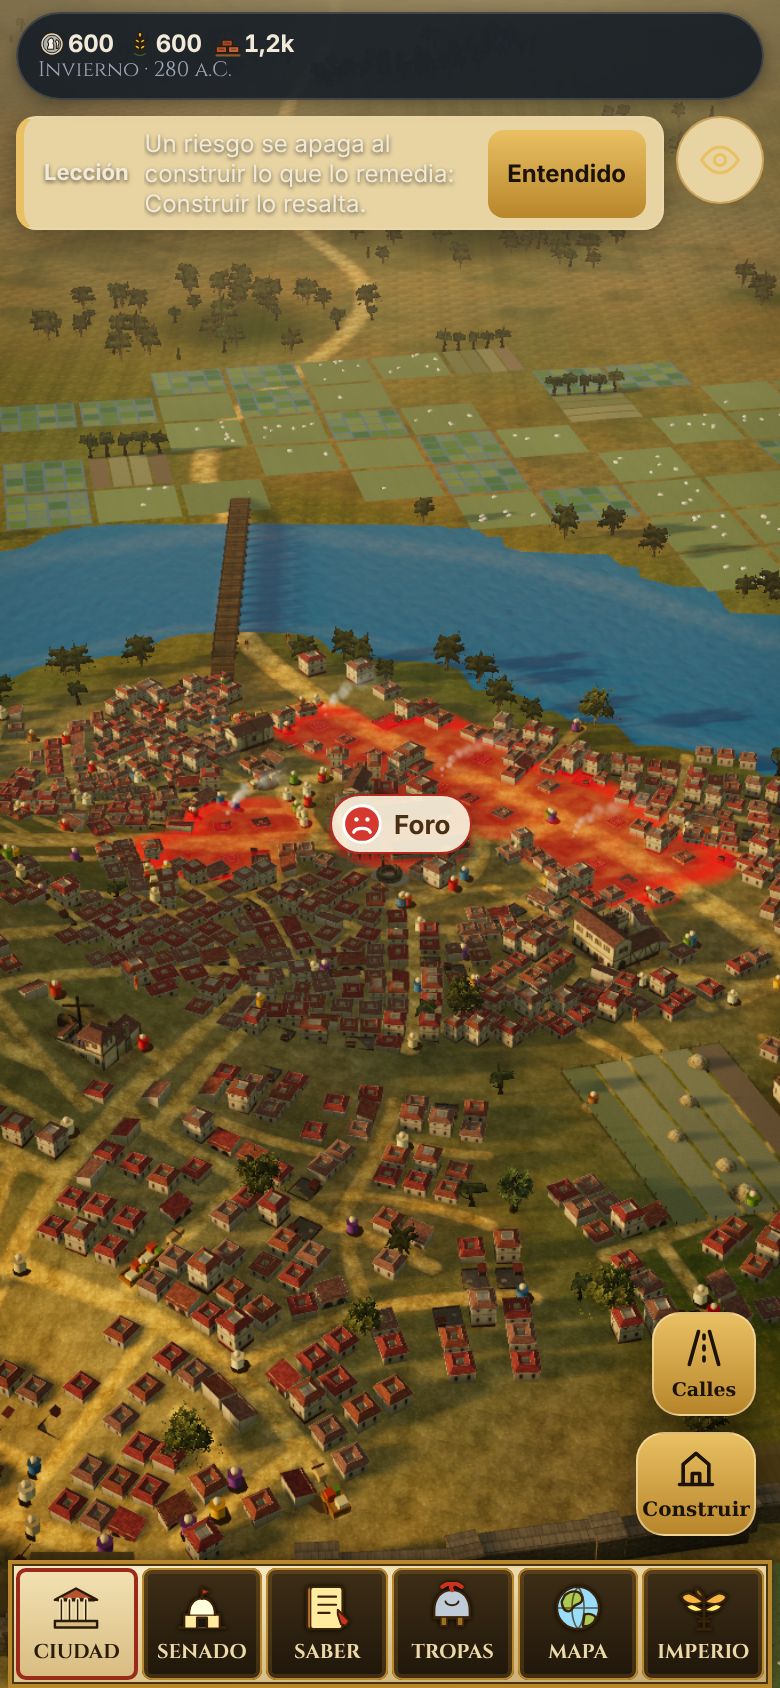 600 600 1,2k
Invierno · 280 a.C.
Lección
Un riesgo se apaga al
construir lo que lo remedia:
Construir lo resalta.
Entendido
Foro
Calles
Construir
CIUDAD SENADO SABER TROPAS MAPA IMPERIO